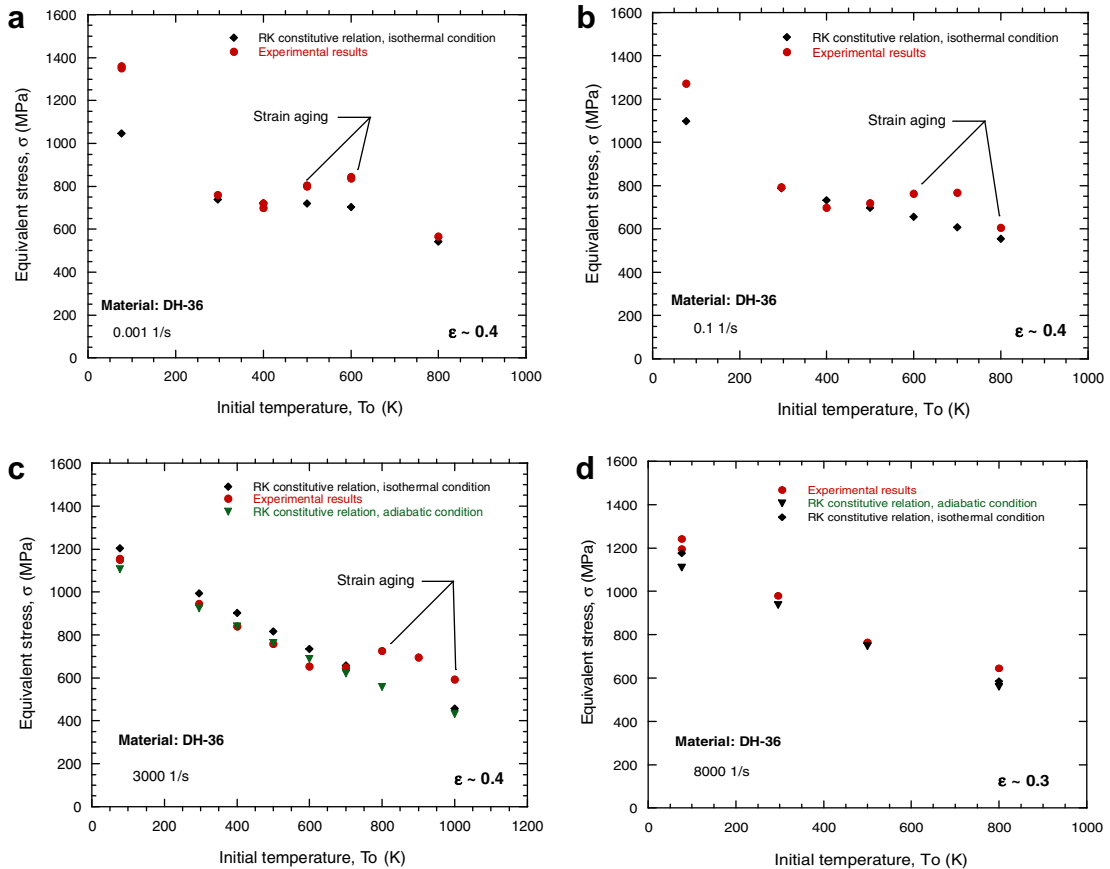 a
RK constitutive relation, isothermal condition
Experimental results
Strain aging
Material: DH-36
0.001 1/s
ε ~ 0.4
Equivalent stress, σ (MPa)
1600
1400
1200
1000
800
600
400
200
0
0 200 400 600 800 1000
Initial temperature, To (K)
b
RK constitutive relation, isothermal condition
Experimental results
Strain aging
Material: DH-36
0.1 1/s
ε ~ 0.4
Equivalent stress, σ (MPa)
1600
1400
1200
1000
800
600
400
200
0
0 200 400 600 800 1000
Initial temperature, To (K)
c
RK constitutive relation, isothermal condition
Experimental results
RK constitutive relation, adiabatic condition
Strain aging
Material: DH-36
3000 1/s
ε ~ 0.4
Equivalent stress, σ (MPa)
1600
1400
1200
1000
800
600
400
200
0
0 200 400 600 800 1000 1200
Initial temperature, To (K)
d
Experimental results
RK constitutive relation, adiabatic condition
RK constitutive relation, isothermal condition
Material: DH-36
8000 1/s
ε ~ 0.3
Equivalent stress, σ (MPa)
1600
1400
1200
1000
800
600
400
200
0
0 200 400 600 800 1000
Initial temperature, To (K)